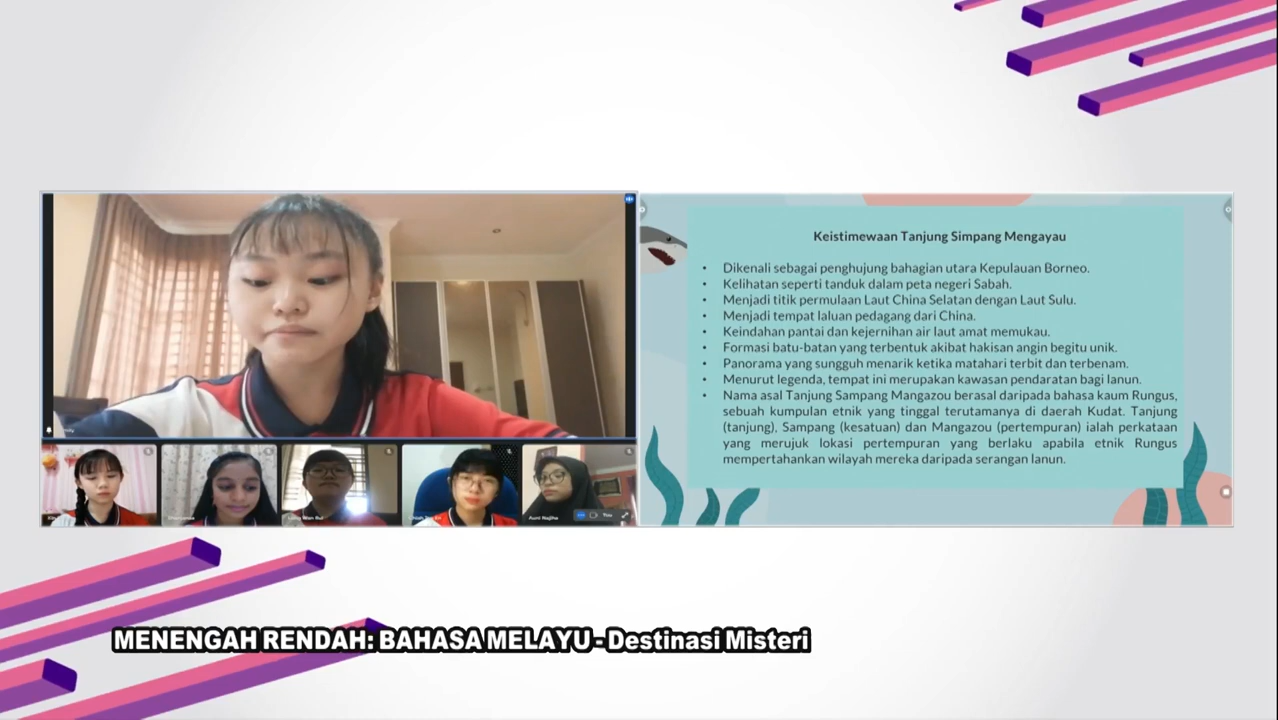 Keistimewaan Tanjung Simpang Mengayau
• Dikenali sebagai penghujung bahagian utara Kepulauan Borneo.
• Kelihatan seperti tanduk dalam peta negeri Sabah.
• Menjadi titik permulaan Laut China Selatan dengan Laut Sulu.
• Menjadi tempat laluan pedagang dari China.
• Keindahan pantai dan kejernihan air laut amat memukau.
• Formasi batu-batan yang terbentuk akibat hakisan angin begitu unik.
• Panorama yang sungguh menarik ketika matahari terbit dan terbenam.
• Menurut legenda, tempat ini merupakan kawasan pendaratan bagi lanun.
• Nama asal Tanjung Sampang Mangazou berasal daripada bahasa kaum Rungus,
sebuah kumpulan etnik yang tinggal terutamanya di daerah Kudat. Tanjung
(tanjung), Sampang (kesatuan) dan Mangazou (pertempuran) ialah perkataan
yang merujuk lokasi pertempuran yang berlaku apabila etnik Rungus
mempertahankan wilayah mereka daripada serangan lanun.
Auni Najiha
You
MENENGAH RENDAH: BAHASA MELAYU - Destinasi Misteri